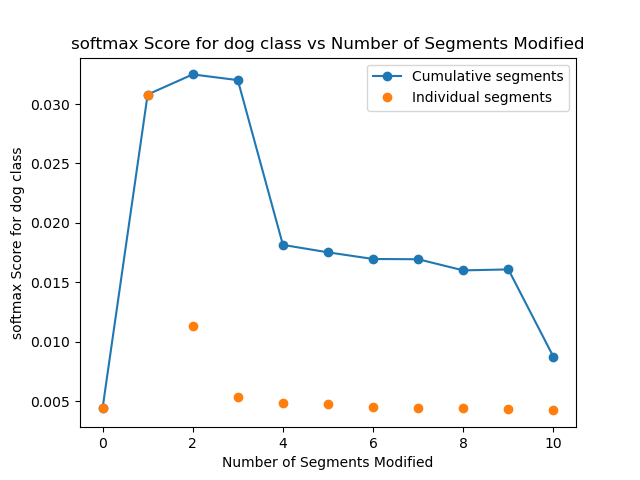 softmax Score for dog class vs Number of Segments Modified
Cumulative segments
Individual segments
softmax Score for dog class
0.030
0.025
0.020
0.015
0.010
0.005
0 2 4 6 8 10
Number of Segments Modified